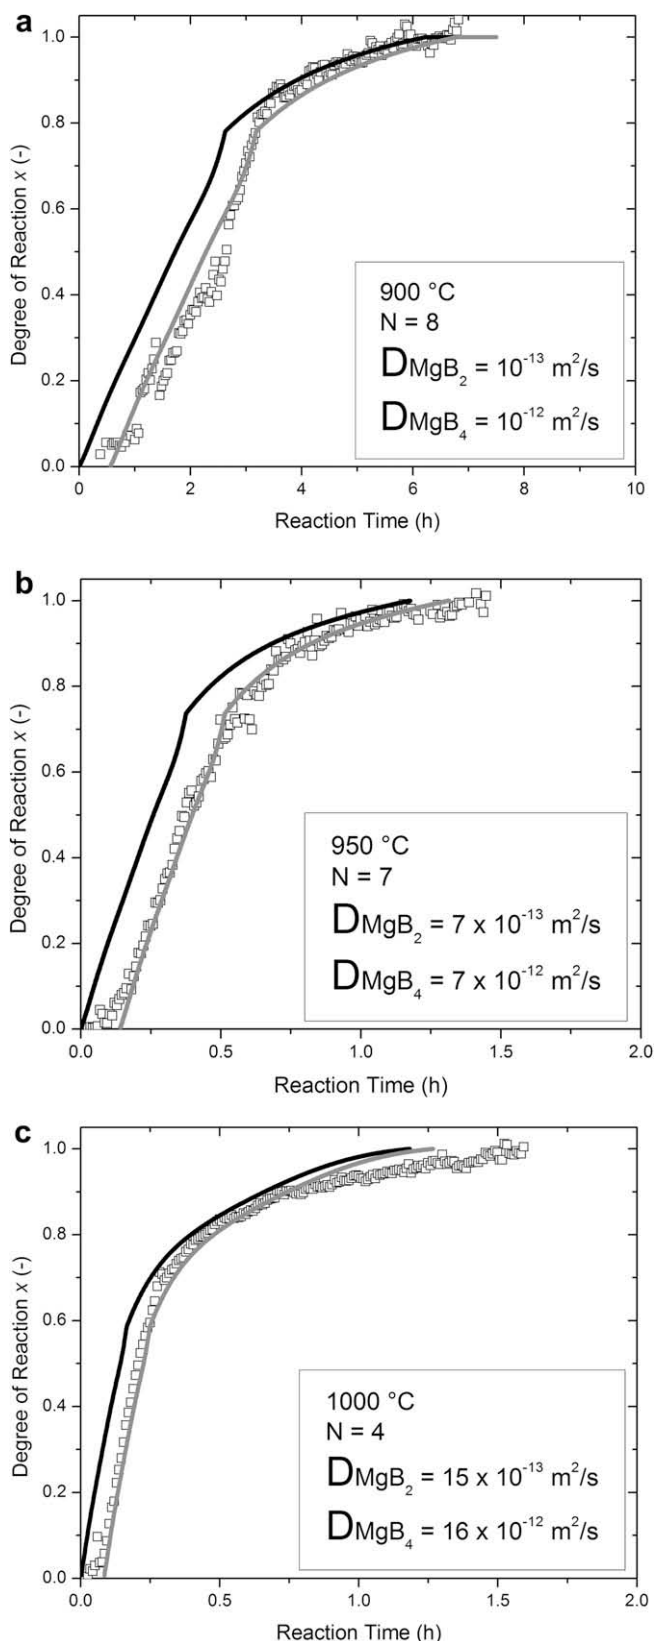 a
1.0
0.8
0.6
0.4
0.2
0.0
Degree of Reaction x (-)
900 °C
N = 8
DMgB₂ = 10⁻¹³ m²/s
DMgB₄ = 10⁻¹² m²/s
0 2 4 6 8 10
Reaction Time (h)
b
1.0
0.8
0.6
0.4
0.2
0.0
Degree of Reaction x (-)
950 °C
N = 7
DMgB₂ = 7 x 10⁻¹³ m²/s
DMgB₄ = 7 x 10⁻¹² m²/s
0.0 0.5 1.0 1.5 2.0
Reaction Time (h)
c
1.0
0.8
0.6
0.4
0.2
0.0
Degree of Reaction x (-)
1000 °C
N = 4
DMgB₂ = 15 x 10⁻¹³ m²/s
DMgB₄ = 16 x 10⁻¹² m²/s
0.0 0.5 1.0 1.5 2.0
Reaction Time (h)